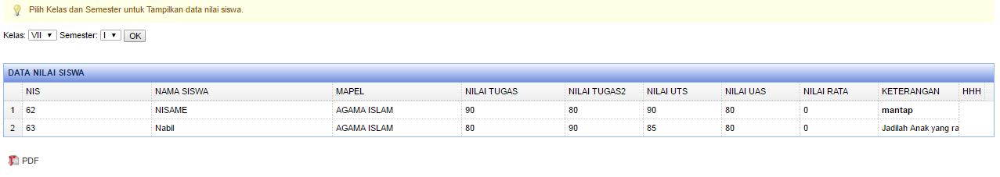 Pilih Kelas dan Semester untuk Tampilkan data nilai siswa.
Kelas: VII Semester: I OK
DATA NILAI SISWA
NIS NAMA SISWA MAPEL NILAI TUGAS NILAI TUGAS2 NILAI UTS NILAI UAS NILAI RATA KETERANGAN HHH
1 62 NISAME AGAMA ISLAM 90 80 90 80 0 mantap
2 63 Nabil AGAMA ISLAM 80 90 85 80 0 Jadilah Anak yang ra
PDF